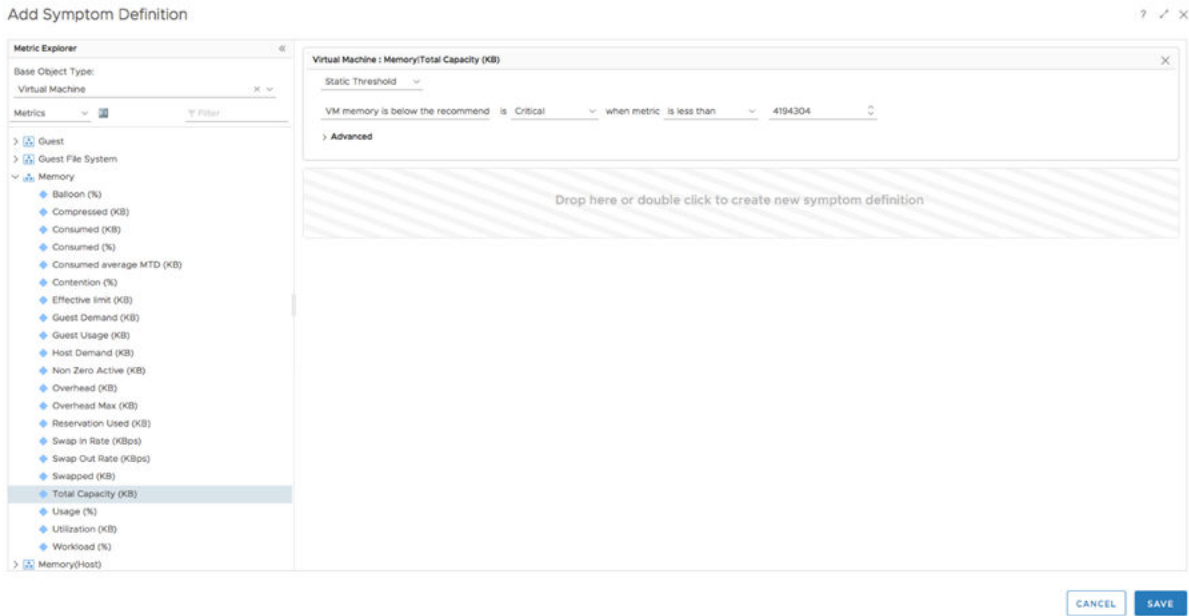 Add Symptom Definition
?
Metric Explorer
Base Object Type:
Virtual Machine
Metrics
Filter
Guest
Guest File System
Memory
Balloon (%)
Compressed (KB)
Consumed (KB)
Consumed (%)
Consumed average MTD (KB)
Contention (%)
Effective limit (KB)
Guest Demand (KB)
Guest Usage (KB)
Host Demand (KB)
Non Zero Active (KB)
Overhead (KB)
Overhead Max (KB)
Reservation Used (KB)
Swap in Rate (KBps)
Swap Out Rate (KBps)
Swapped (KB)
Total Capacity (KB)
Usage (%)
Utilization (KB)
Workload (%)
Memory(Host)
Virtual Machine : Memory|Total Capacity (KB)
Static Threshold
VM memory is below the recommend is Critical when metric is less than 4194304
Advanced
Drop here or double click to create new symptom definition
CANCEL SAVE